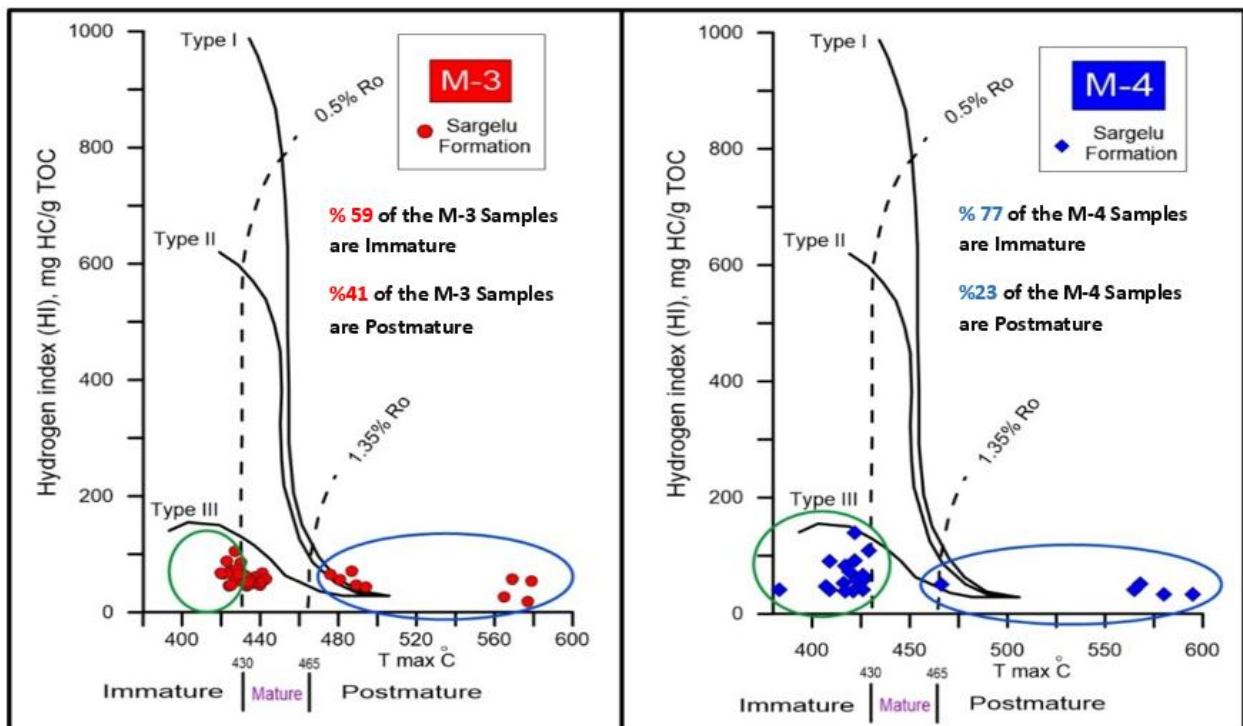 1000
800
600
400
200
0
Hydrogen index (HI), mg HC/g TOC
Type I
Type II
Type III
0.5% Ro
1.35% Ro
M-3
Sargelu
Formation
% 59 of the M-3 Samples
are Immature
%41 of the M-3 Samples
are Postmature
400 440 480 520 560 600
T max C°
430 465
Immature Mature Postmature
1000
800
600
400
200
0
Hydrogen index (HI), mg HC/g TOC
Type I
Type II
Type III
0.5% Ro
1.35% Ro
M-4
Sargelu
Formation
% 77 of the M-4 Samples
are Immature
%23 of the M-4 Samples
are Postmature
400 450 500 550 600
T max C°
430 465
Immature Mature Postmature